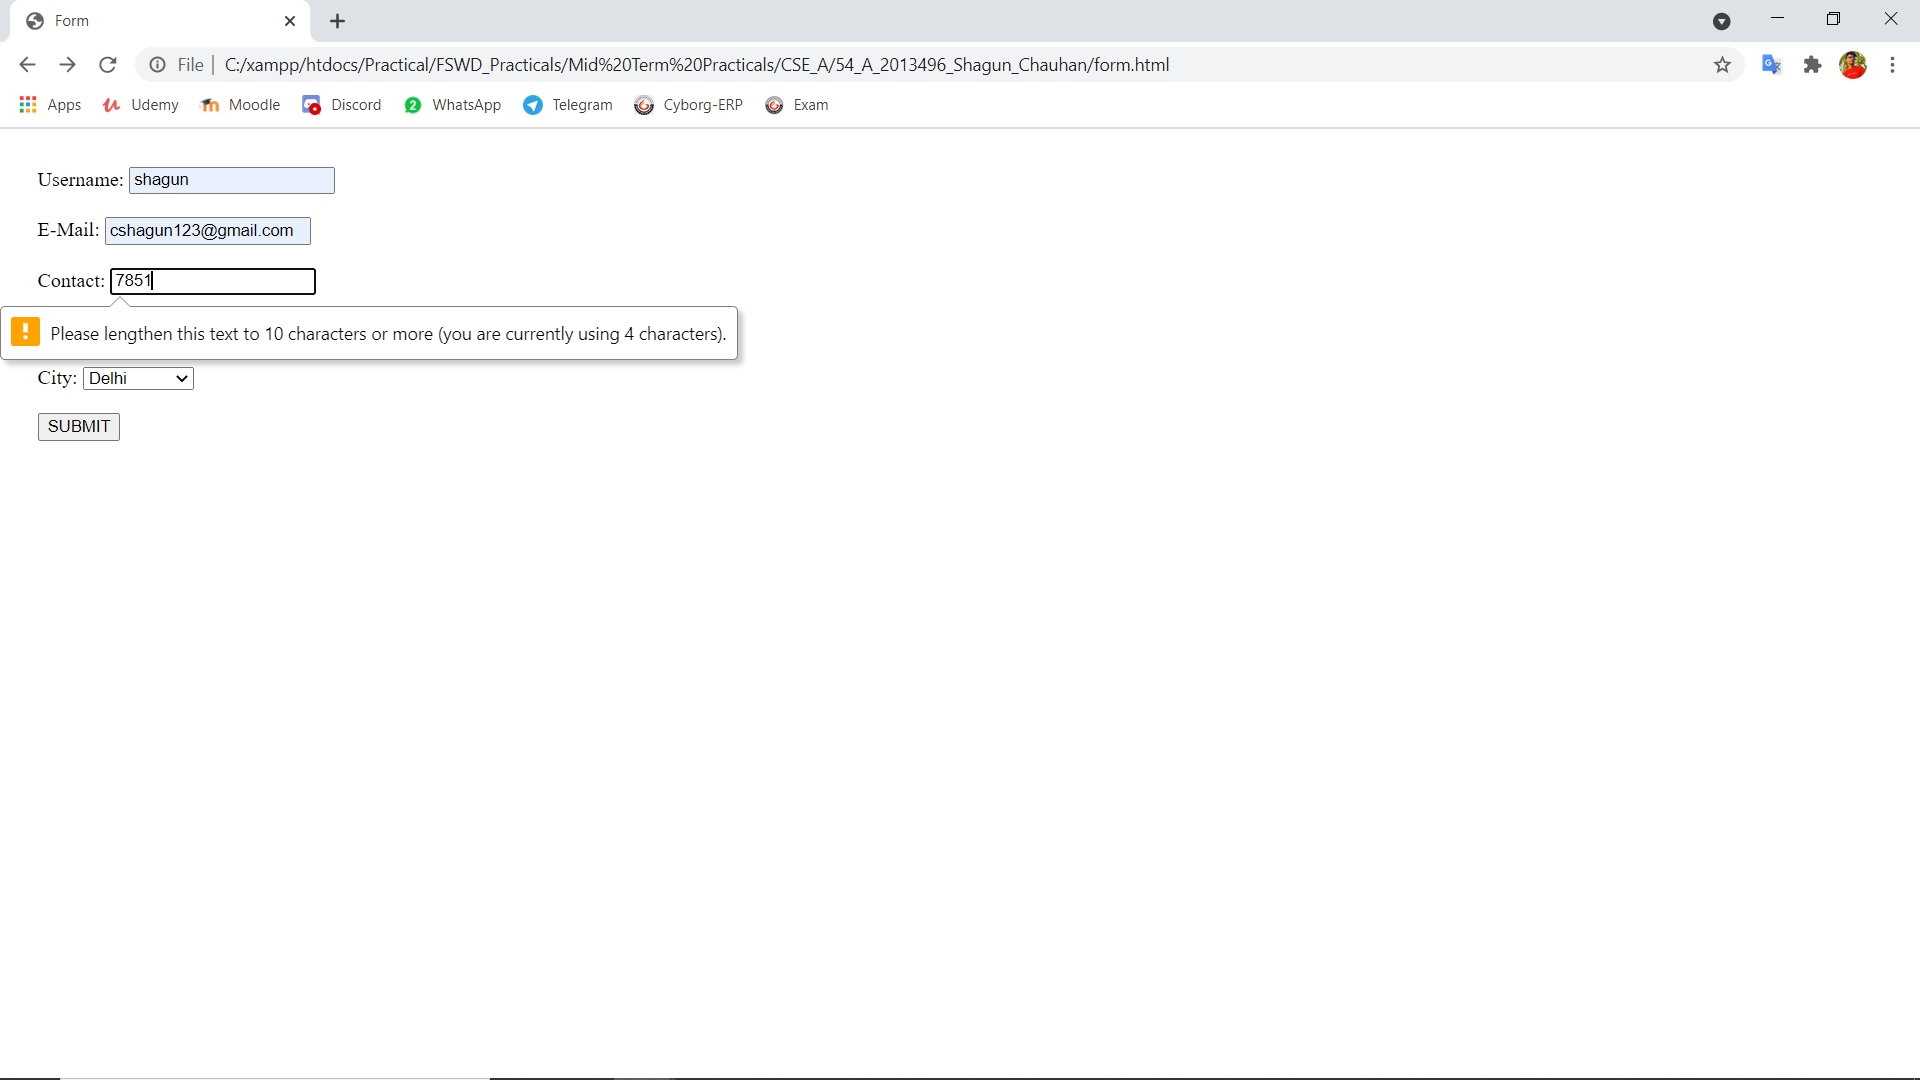 Form
File | C:/xampp/htdocs/Practical/FSWD_Practicals/Mid%20Term%20Practicals/CSE_A/54_A_2013496_Shagun_Chauhan/form.html
Apps Udemy Moodle Discord 2 WhatsApp Telegram Cyborg-ERP Exam
Username: shagun
E-Mail: cshagun123@gmail.com
Contact: 7851
! Please lengthen this text to 10 characters or more (you are currently using 4 characters).
City: Delhi
SUBMIT